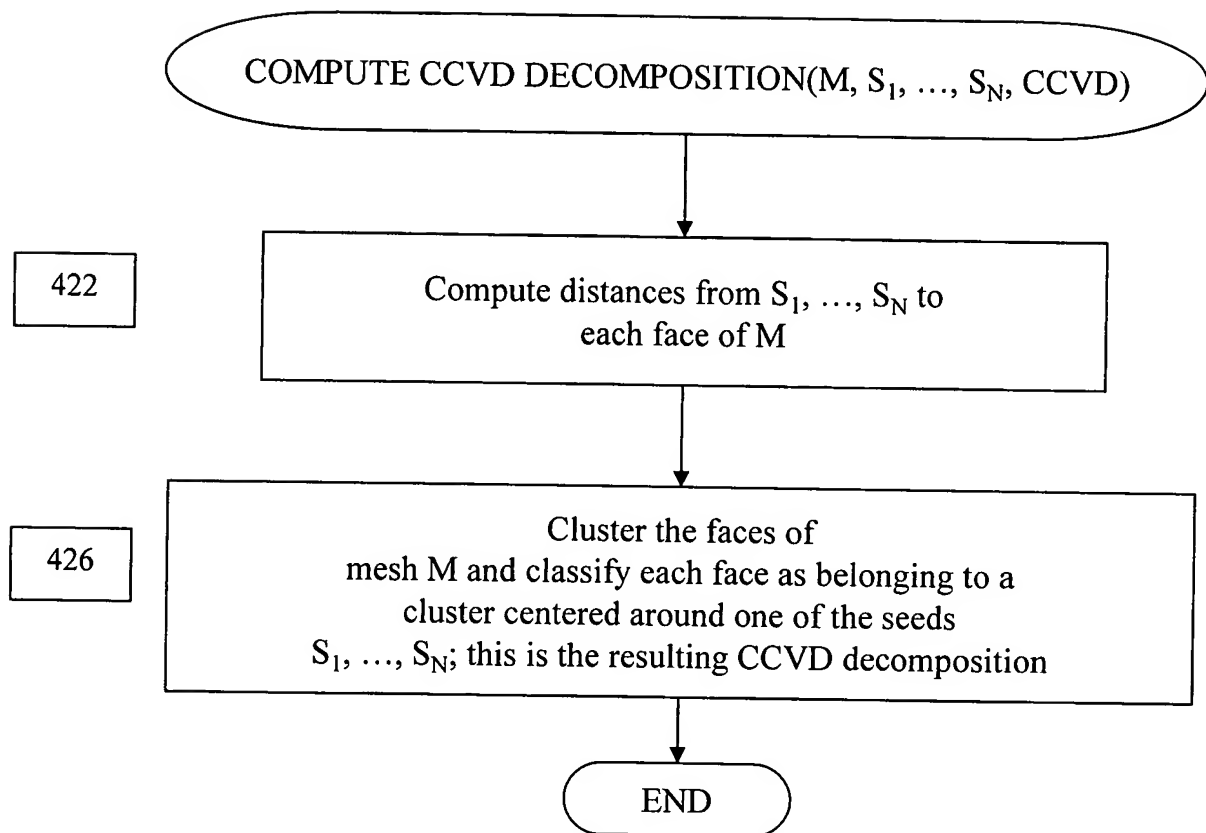 COMPUTE CCVD DECOMPOSITION(M, S₁, …, Sₙ, CCVD)
422
Compute distances from S₁, …, Sₙ to
each face of M
426
Cluster the faces of
mesh M and classify each face as belonging to a
cluster centered around one of the seeds
S₁, …, Sₙ; this is the resulting CCVD decomposition
END